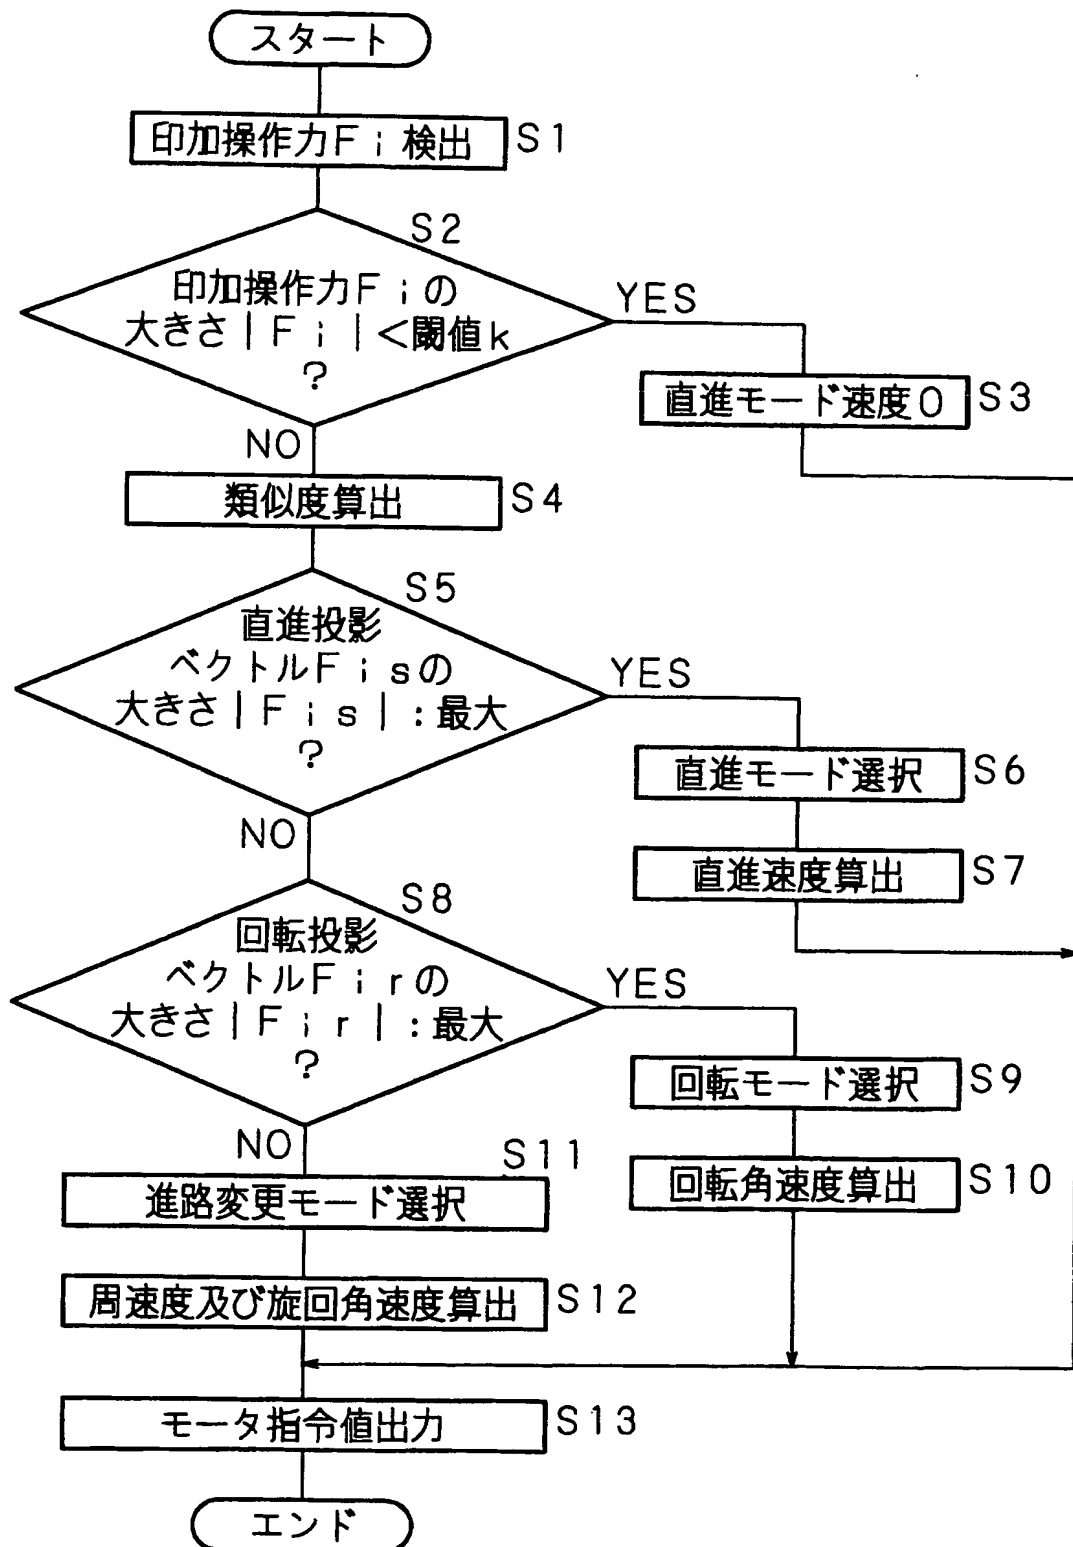 スタート
印加操作力Fi検出
S1
S2
印加操作力Fiの
大きさ|Fi|<閾値k
?
YES
直進モード速度0
S3
NO
類似度算出
S4
S5
直進投影
ベクトルFisの
大きさ|Fis|:最大
?
YES
直進モード選択
S6
NO
直進速度算出
S7
S8
回転投影
ベクトルFirの
大きさ|Fir|:最大
?
YES
回転モード選択
S9
NO
S11
進路変更モード選択
回転角速度算出
S10
周速度及び旋回角速度算出
S12
モータ指令値出力
S13
エンド